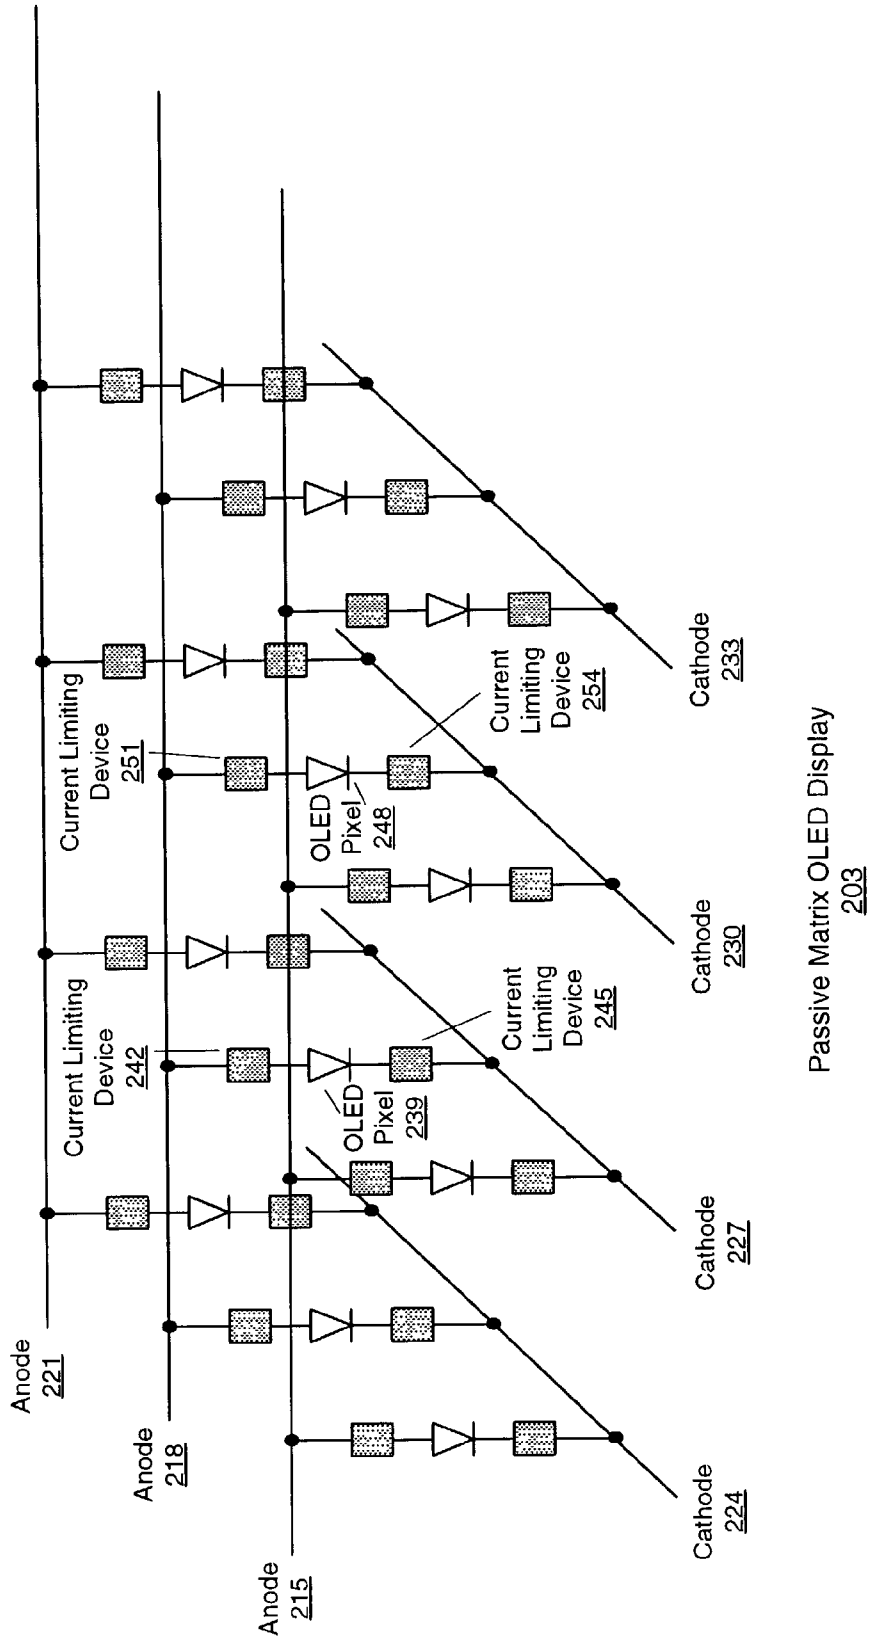 Anode
221
Anode
218
Anode
215
Current Limiting
Device
242
OLED
Pixel
239
Current
Limiting
Device
245
Current Limiting
Device
251
OLED
Pixel
248
Current
Limiting
Device
254
Cathode
224
Cathode
227
Cathode
230
Cathode
233
Passive Matrix OLED Display
203